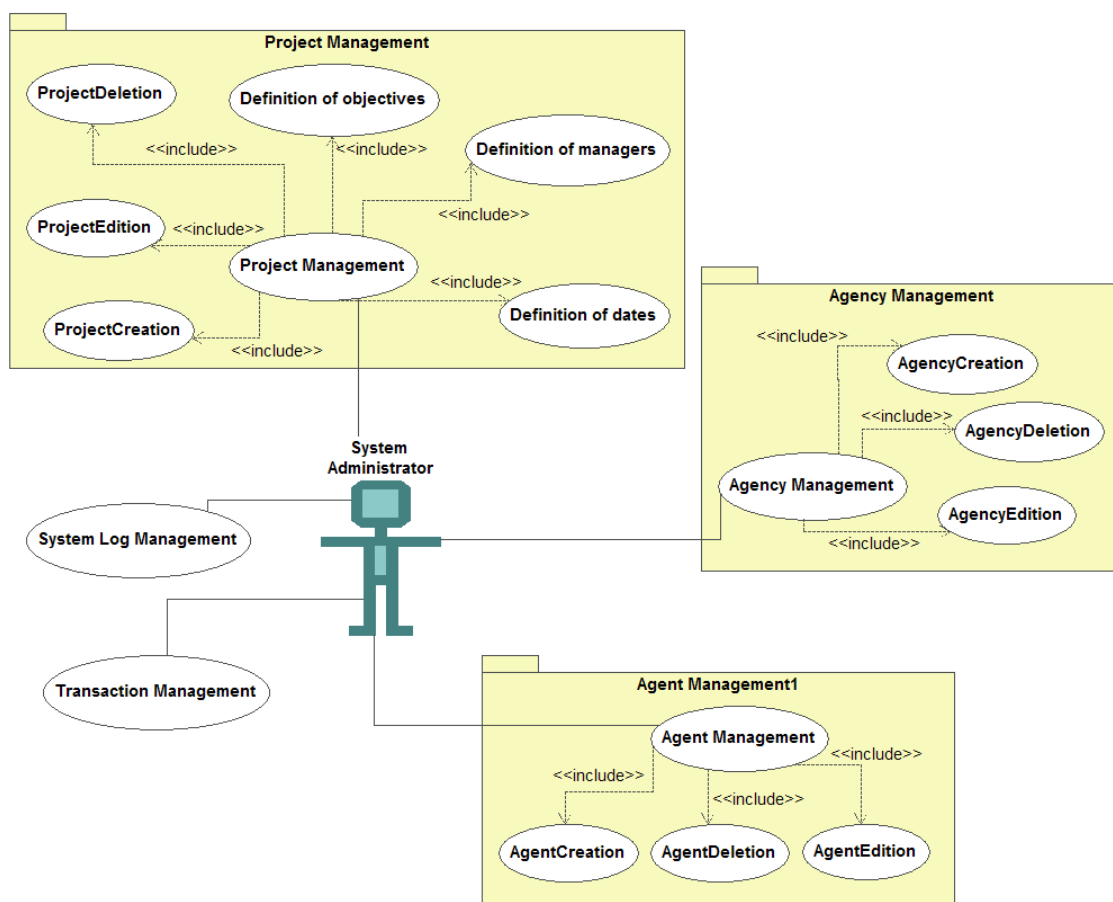 Project Management
ProjectDeletion
Definition of objectives
<<include>>
<<include>>
Definition of managers
ProjectEdition
<<include>>
<<include>>
Project Management
<<include>>
Definition of dates
ProjectCreation
<<include>>
Agency Management
<<include>>
AgencyCreation
<<include>>
AgencyDeletion
Agency Management
AgencyEdition
<<include>>
System
Administrator
System Log Management
Transaction Management
Agent Management1
Agent Management
<<include>>
<<include>>
<<include>>
AgentCreation
AgentDeletion
AgentEdition